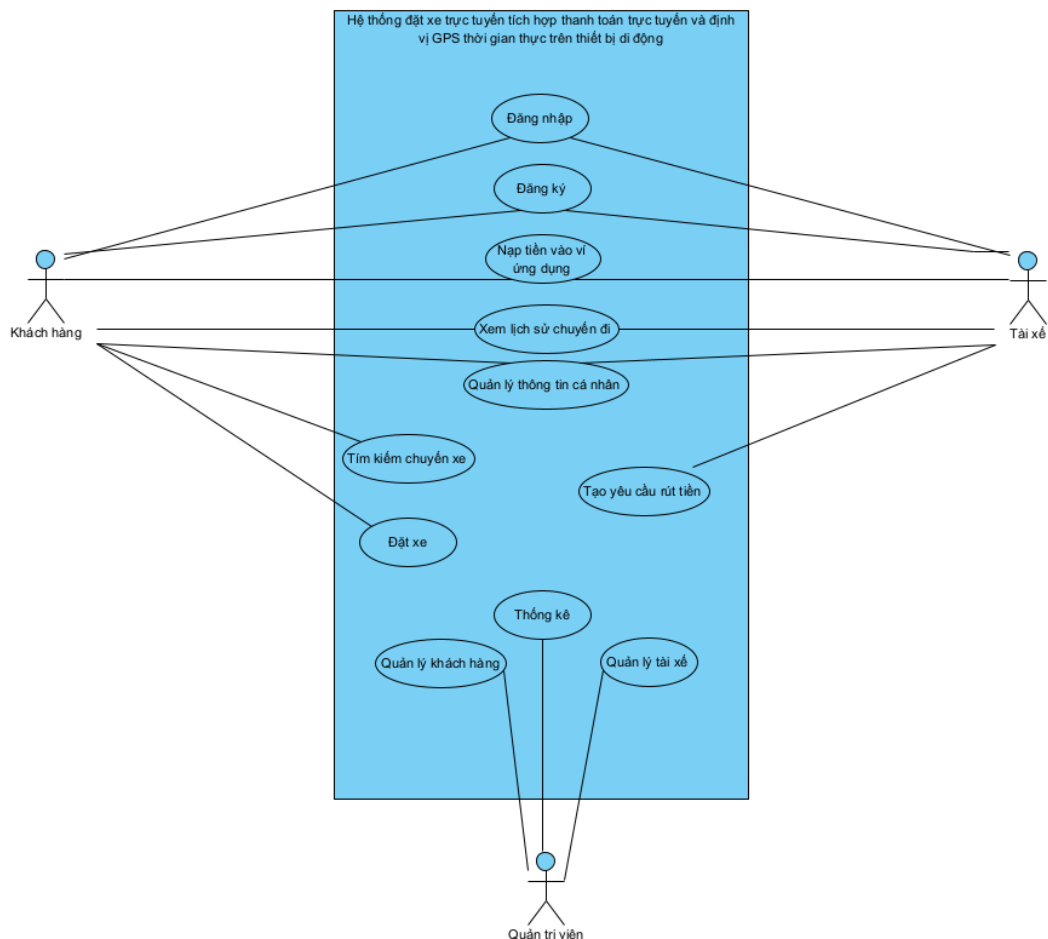 Hệ thống đặt xe trực tuyến tích hợp thanh toán trực tuyến và định
vị GPS thời gian thực trên thiết bị di động
Đăng nhập
Đăng ký
Nạp tiền vào ví
ứng dụng
Khách hàng
Xem lịch sử chuyến đi
Tài xế
Quản lý thông tin cá nhân
Tím kiếm chuyến xe
Tạo yêu cầu rút tiền
Đặt xe
Thống kê
Quản lý khách hàng
Quản lý tài xế
Quản trị viên